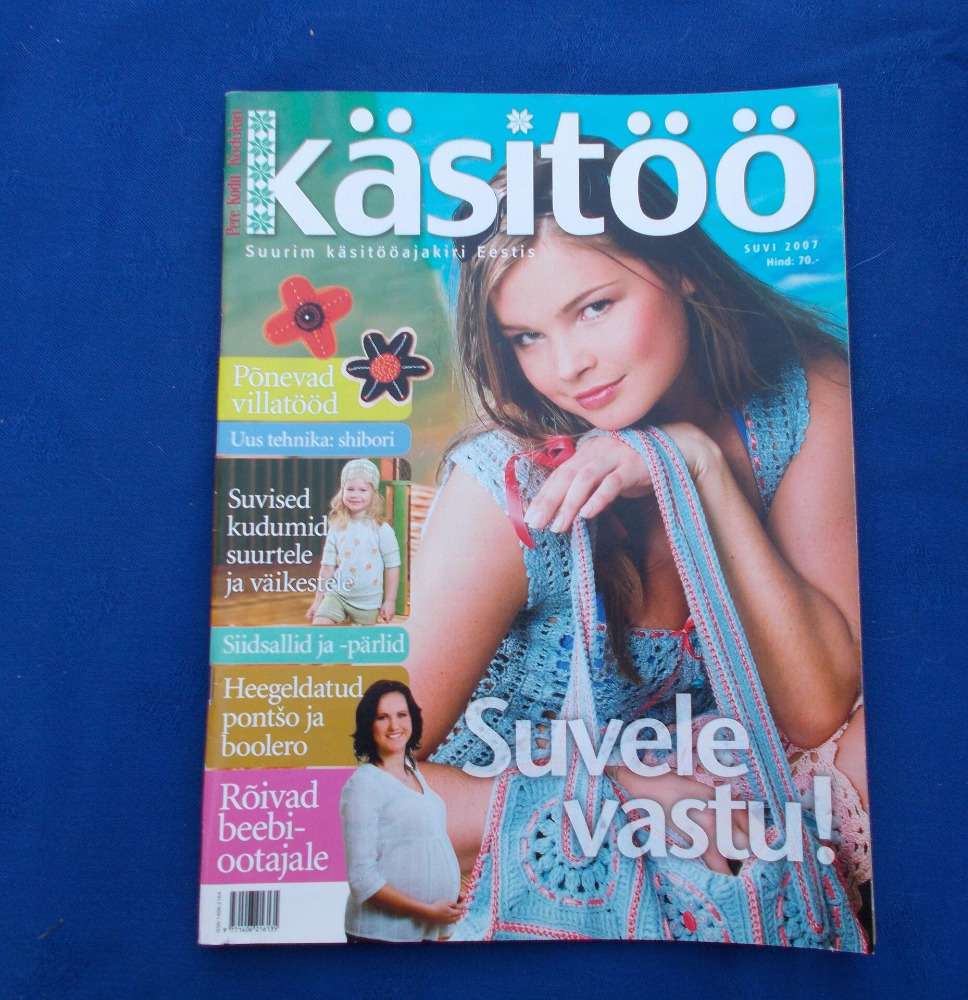 Pere Kodu Kodukiri
käsitöö
Suurim käsitööajakiri Eestis
SUVI 2007
Hind: 70.-
Põnevad
villatööd
Uus tehnika: shibori
Suvised
kudumid
suurtele
ja väikestele
Siidsallid ja -pärlid
Heegeldatud
pontšo ja
boolero
Rõivad
beebi-
ootajale
Suvele
vastu!